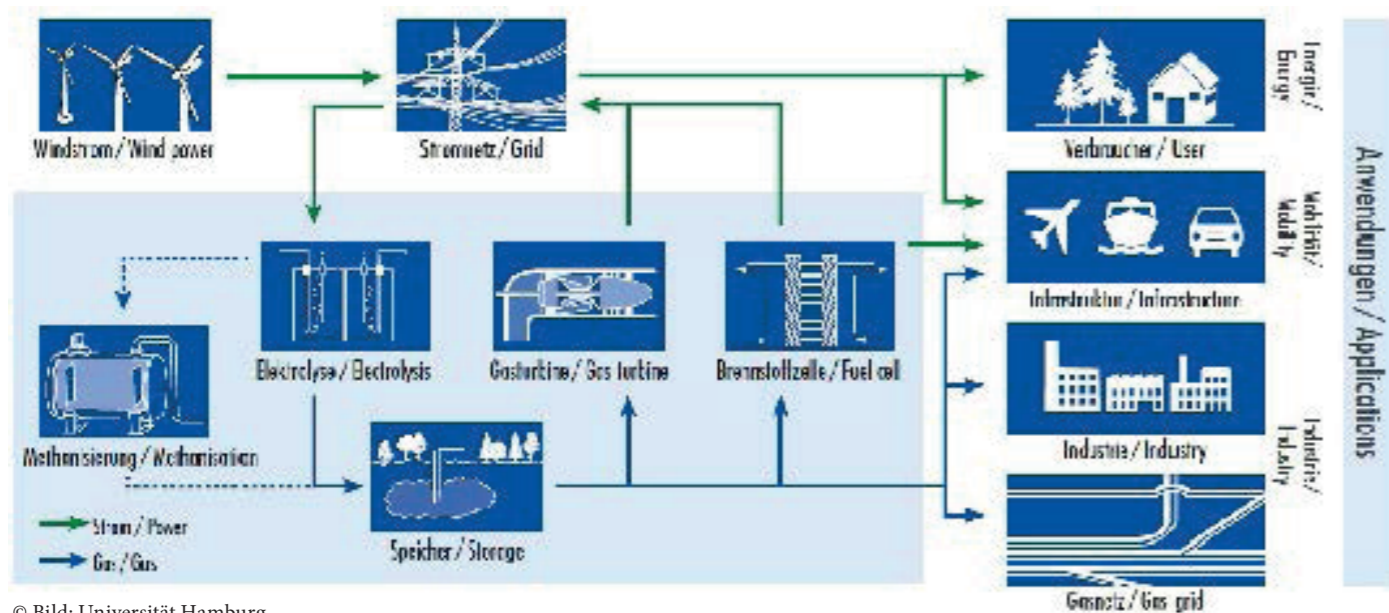 Windstrom / Wind power
Stromnetz / Grid
Verbraucher / User
Energie / Energy
Infrastruktur / Infrastructure
Mobilität / Mobility
Elektrolyse / Electrolysis
Gasturbine / Gas turbine
Brennstoffzelle / Fuel cell
Methanisierung / Methanisation
Industrie / Industry
Industrie / Industry
Speicher / Storage
Strom / Power
Gas / Gas
Gasnetz / Gas grid
Anwendungen / Applications
© Bild: Universität Hamburg